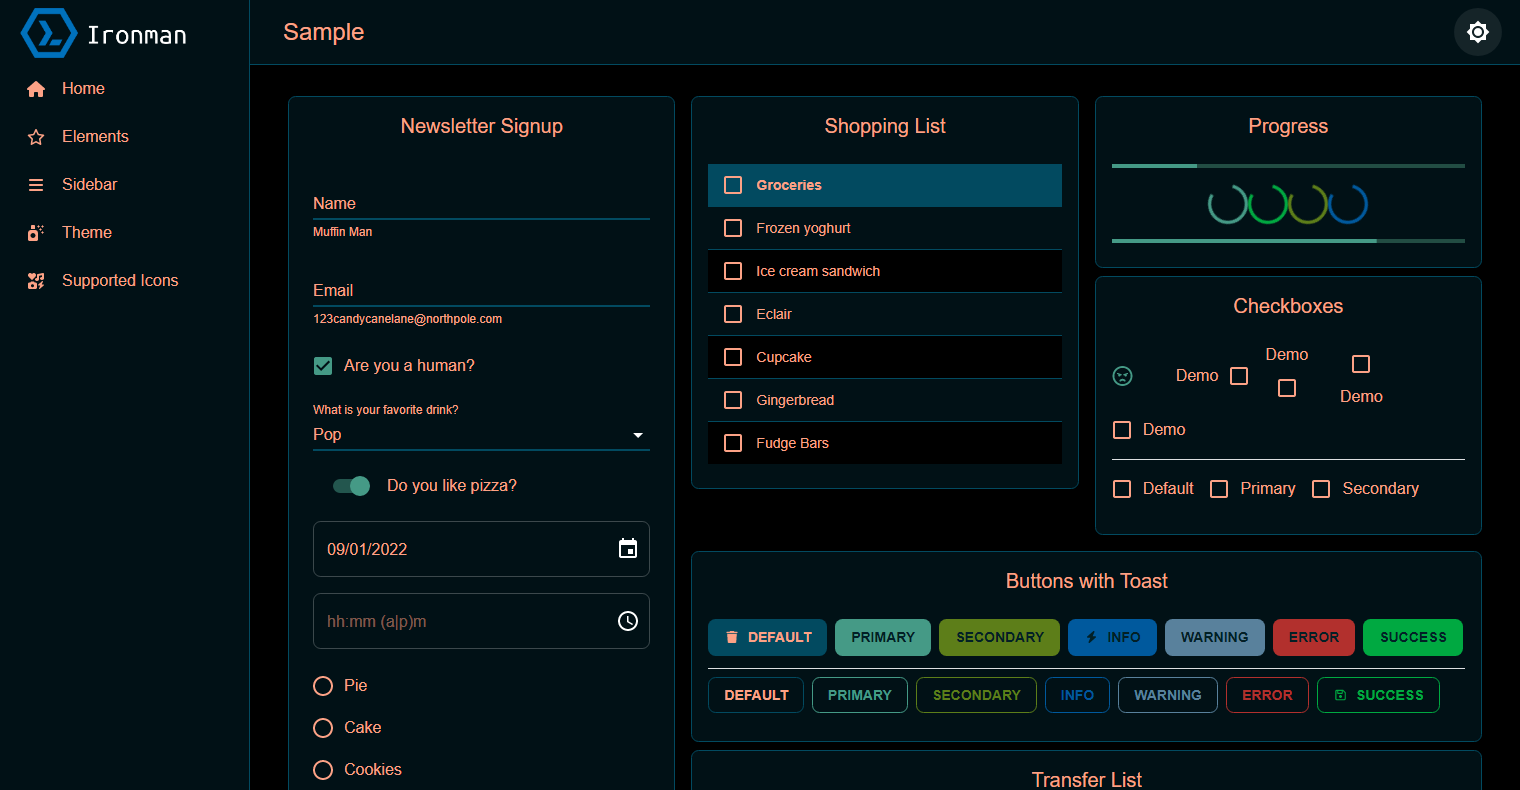 Ironman
Home
Elements
Sidebar
Theme
Supported Icons
Sample
Newsletter Signup
Name
Muffin Man
Email
123candycanelane@northpole.com
Are you a human?
What is your favorite drink?
Pop
Do you like pizza?
09/01/2022
hh:mm (a|p)m
Pie
Cake
Cookies
Shopping List
Groceries
Frozen yoghurt
Ice cream sandwich
Eclair
Cupcake
Gingerbread
Fudge Bars
Progress
Checkboxes
Demo
Demo
Demo
Demo
Default Primary Secondary
Buttons with Toast
DEFAULT PRIMARY SECONDARY INFO WARNING ERROR SUCCESS
DEFAULT PRIMARY SECONDARY INFO WARNING ERROR SUCCESS
Transfer List